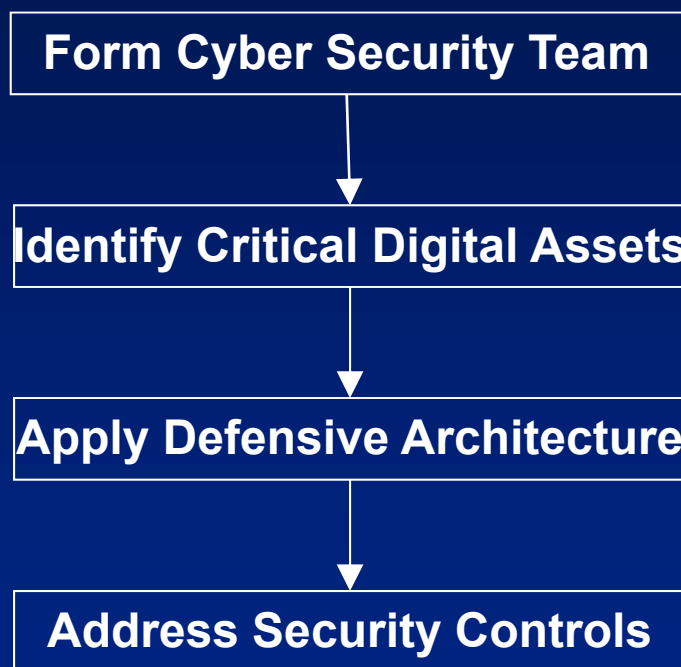 Form Cyber Security Team
Identify Critical Digital Assets
Apply Defensive Architecture
Address Security Controls